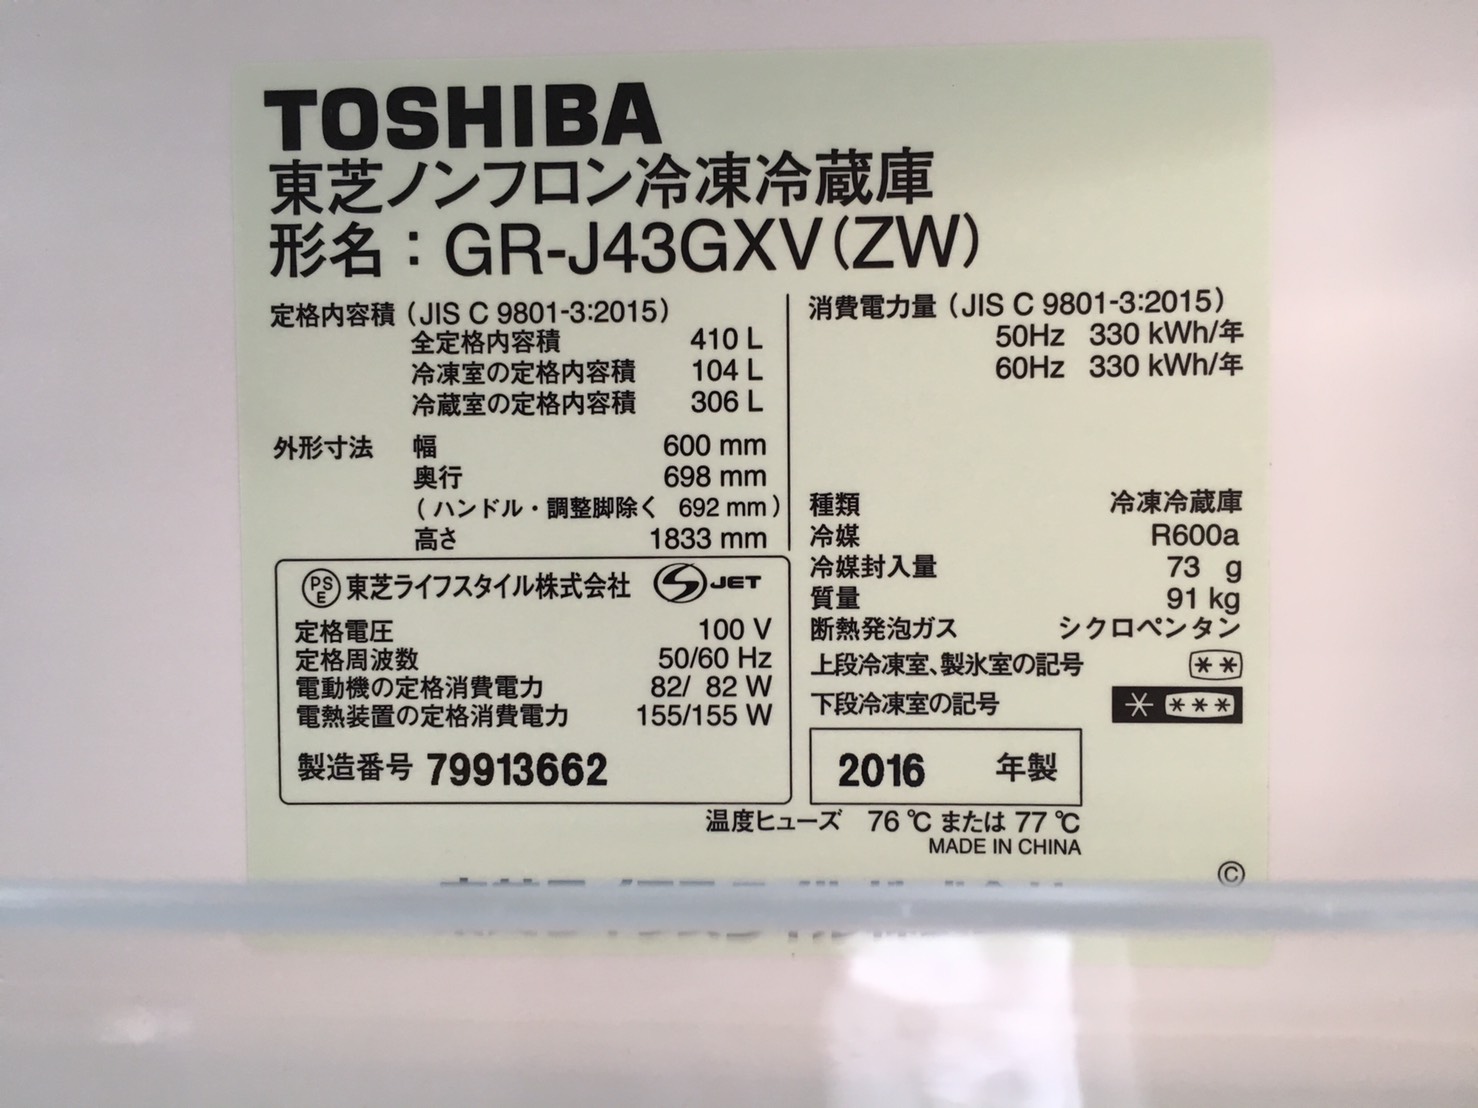 TOSHIBA
東芝ノンフロン冷凍冷蔵庫
形名：GR-J43GXV(ZW)
定格内容積（JIS C 9801-3:2015）
全定格内容積 410 L
冷凍室の定格内容積 104 L
冷蔵室の定格内容積 306 L
外形寸法 幅 600 mm
奥行 698 mm
（ハンドル・調整脚除く 692 mm）
高さ 1833 mm
消費電力量（JIS C 9801-3:2015）
50Hz 330 kWh/年
60Hz 330 kWh/年
種類 冷凍冷蔵庫
冷媒 R600a
冷媒封入量 73 g
質量 91 kg
断熱発泡ガス シクロペンタン
上段冷凍室、製氷室の記号 **
下段冷凍室の記号 * ***
PSE 東芝ライフスタイル株式会社 S JET
定格電圧 100 V
定格周波数 50/60 Hz
電動機の定格消費電力 82/ 82 W
電熱装置の定格消費電力 155/155 W
製造番号 79913662
2016 年製
温度ヒューズ 76 ℃ または 77 ℃
MADE IN CHINA
Ⓒ